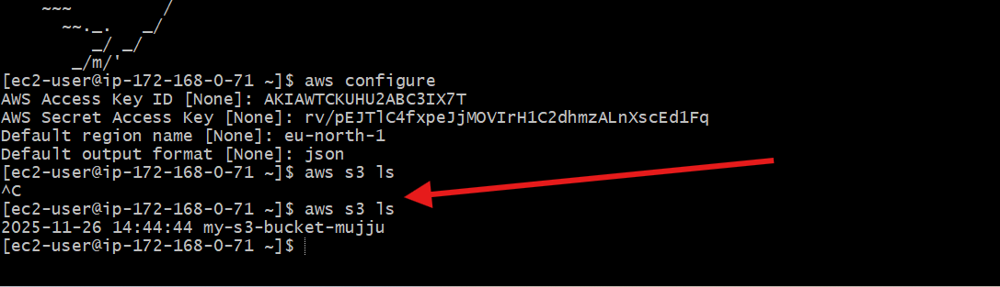 ~~~ /
~~._. _/
_/ _/
_/m/'
[ec2-user@ip-172-168-0-71 ~]$ aws configure
AWS Access Key ID [None]: AKIAWTCKUHU2ABC3IX7T
AWS Secret Access Key [None]: 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
Default region name [None]: eu-north-1
Default output format [None]: json
[ec2-user@ip-172-168-0-71 ~]$ aws s3 ls
^C
[ec2-user@ip-172-168-0-71 ~]$ aws s3 ls
2025-11-26 14:44:44 my-s3-bucket-mujju
[ec2-user@ip-172-168-0-71 ~]$